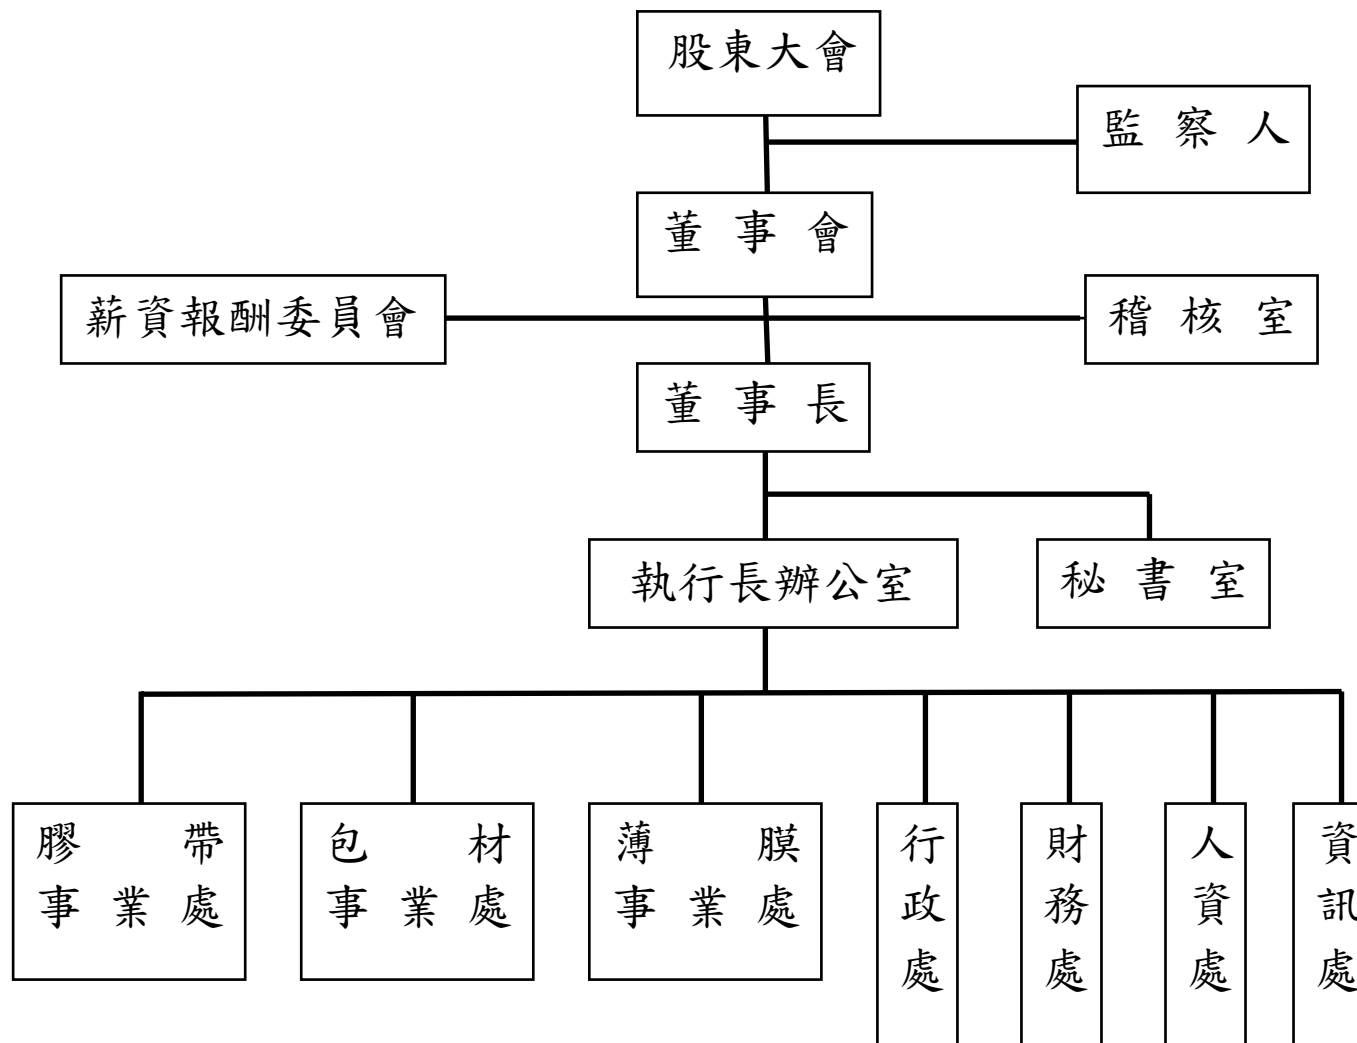 股東大會
監察人
董事會
薪資報酬委員會
稽核室
董事長
執行長辦公室
秘書室
膠帶
事業處
包材
事業處
薄膜
事業處
行政處
財務處
人資處
資訊處